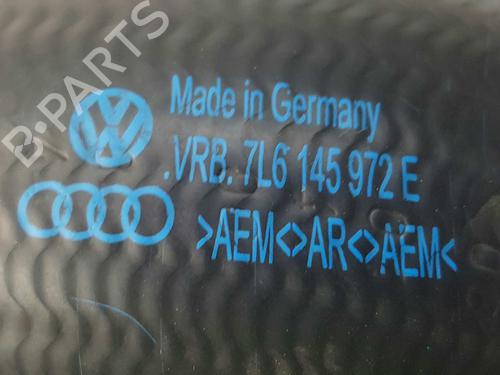 B-PARTS
Made in Germany
.VRB. 7L6 145 972 E
>AEM<>AR<>AEM<